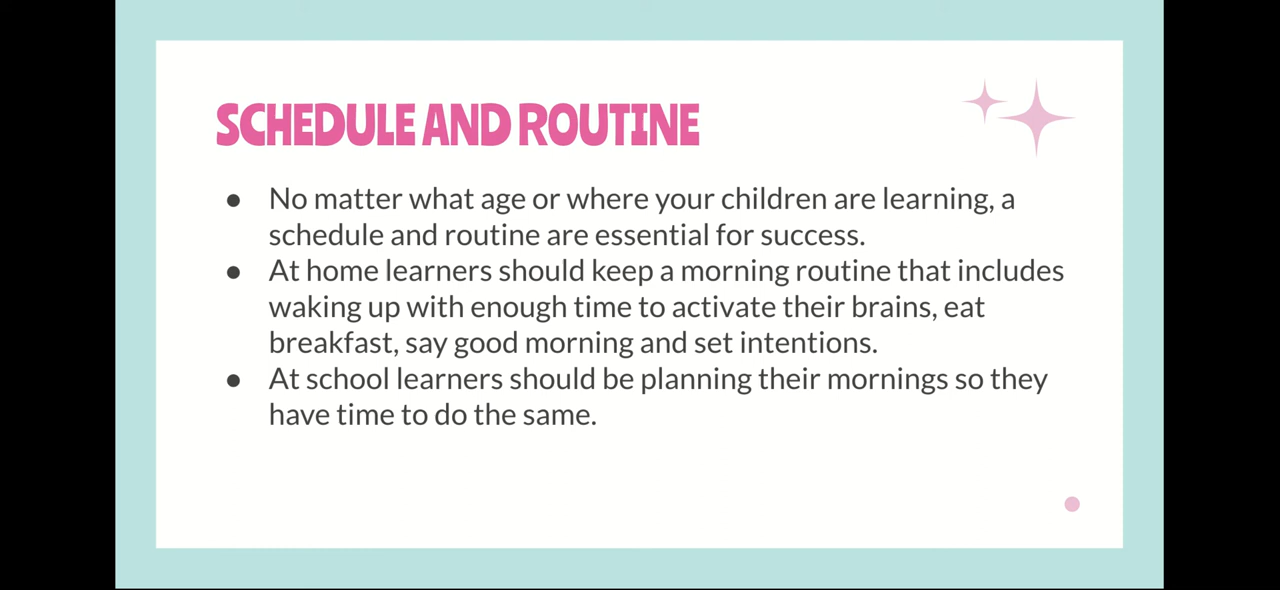 SCHEDULE AND ROUTINE
● No matter what age or where your children are learning, a
schedule and routine are essential for success.
● At home learners should keep a morning routine that includes
waking up with enough time to activate their brains, eat
breakfast, say good morning and set intentions.
● At school learners should be planning their mornings so they
have time to do the same.